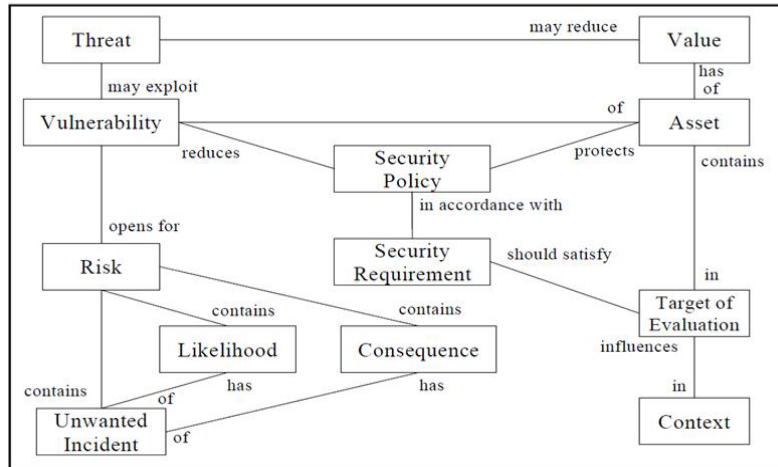 Threat
may reduce
Value
may exploit
has
of
Vulnerability
of
Asset
reduces
Security
Policy
protects
contains
in accordance with
opens for
Risk
Security
Requirement
should satisfy
in
contains
contains
Target of
Evaluation
Likelihood
Consequence
influences
contains
of
has
has
in
Unwanted
Incident
of
Context